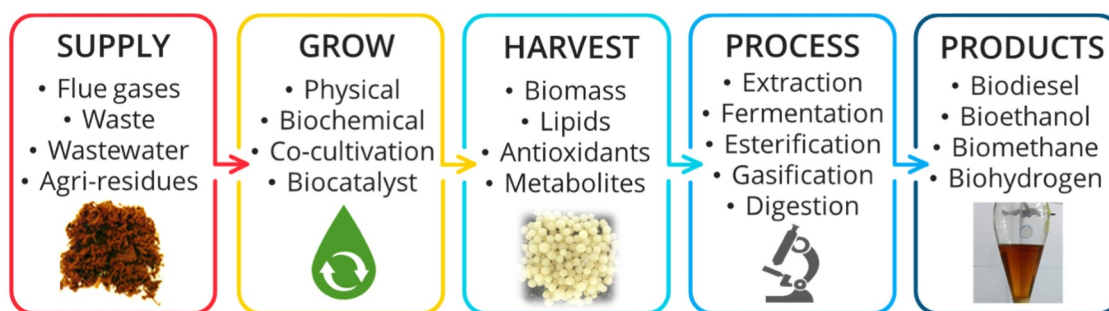 SUPPLY
• Flue gases
• Waste
• Wastewater
• Agri-residues
GROW
• Physical
• Biochemical
• Co-cultivation
• Biocatalyst
HARVEST
• Biomass
• Lipids
• Antioxidants
• Metabolites
PROCESS
• Extraction
• Fermentation
• Esterification
• Gasification
• Digestion
PRODUCTS
• Biodiesel
• Bioethanol
• Biomethane
• Biohydrogen